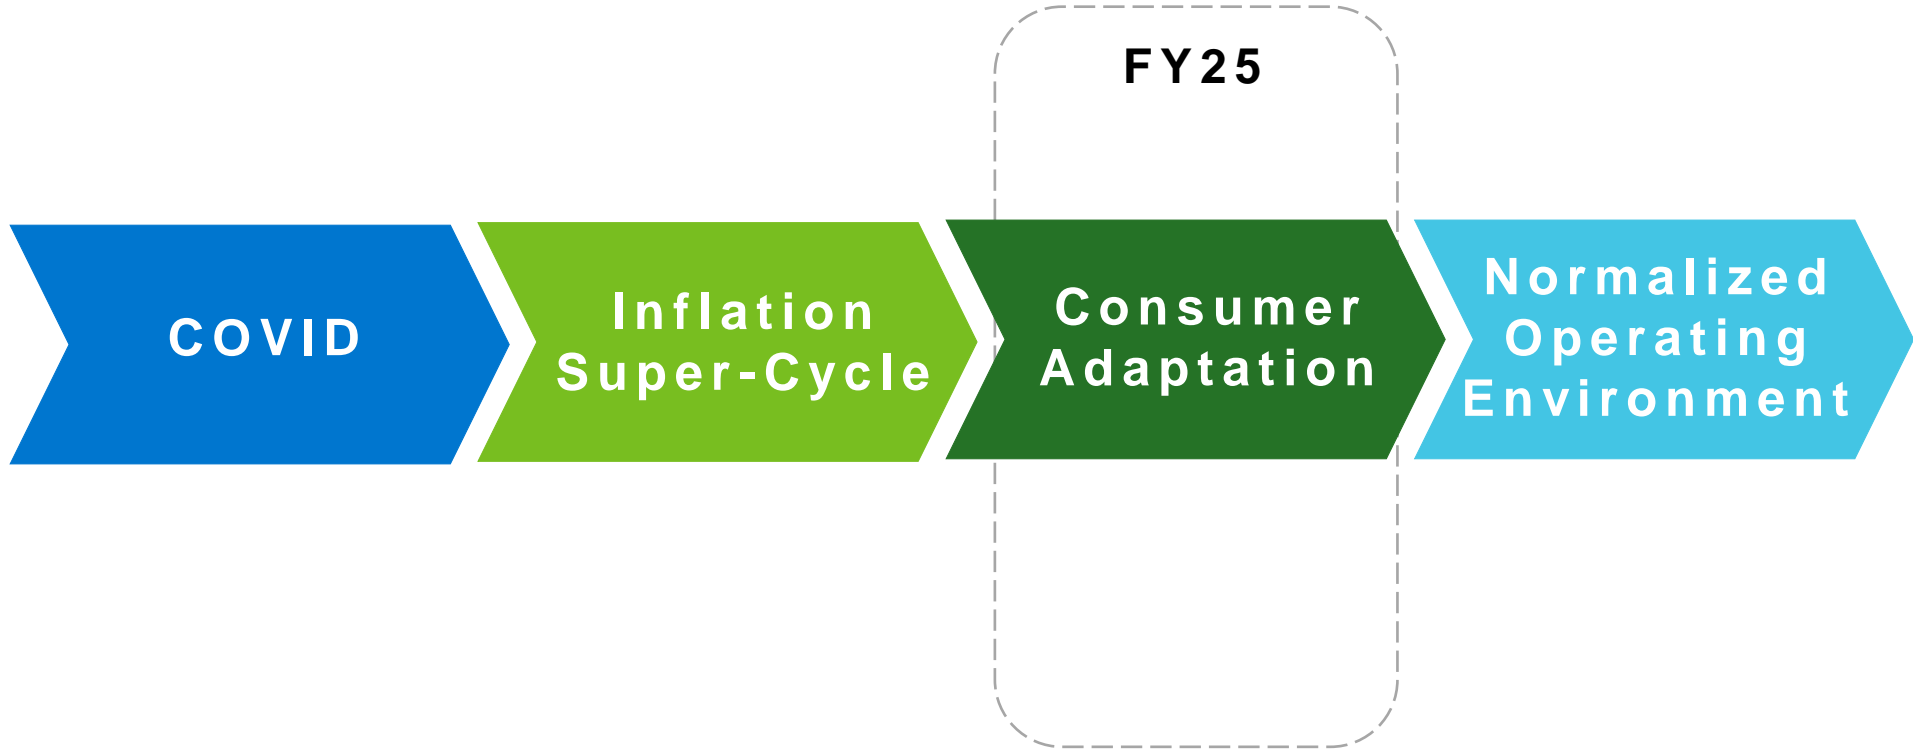 FY25
COVID
Inflation
Super-Cycle
Consumer
Adaptation
Normalized
Operating
Environment